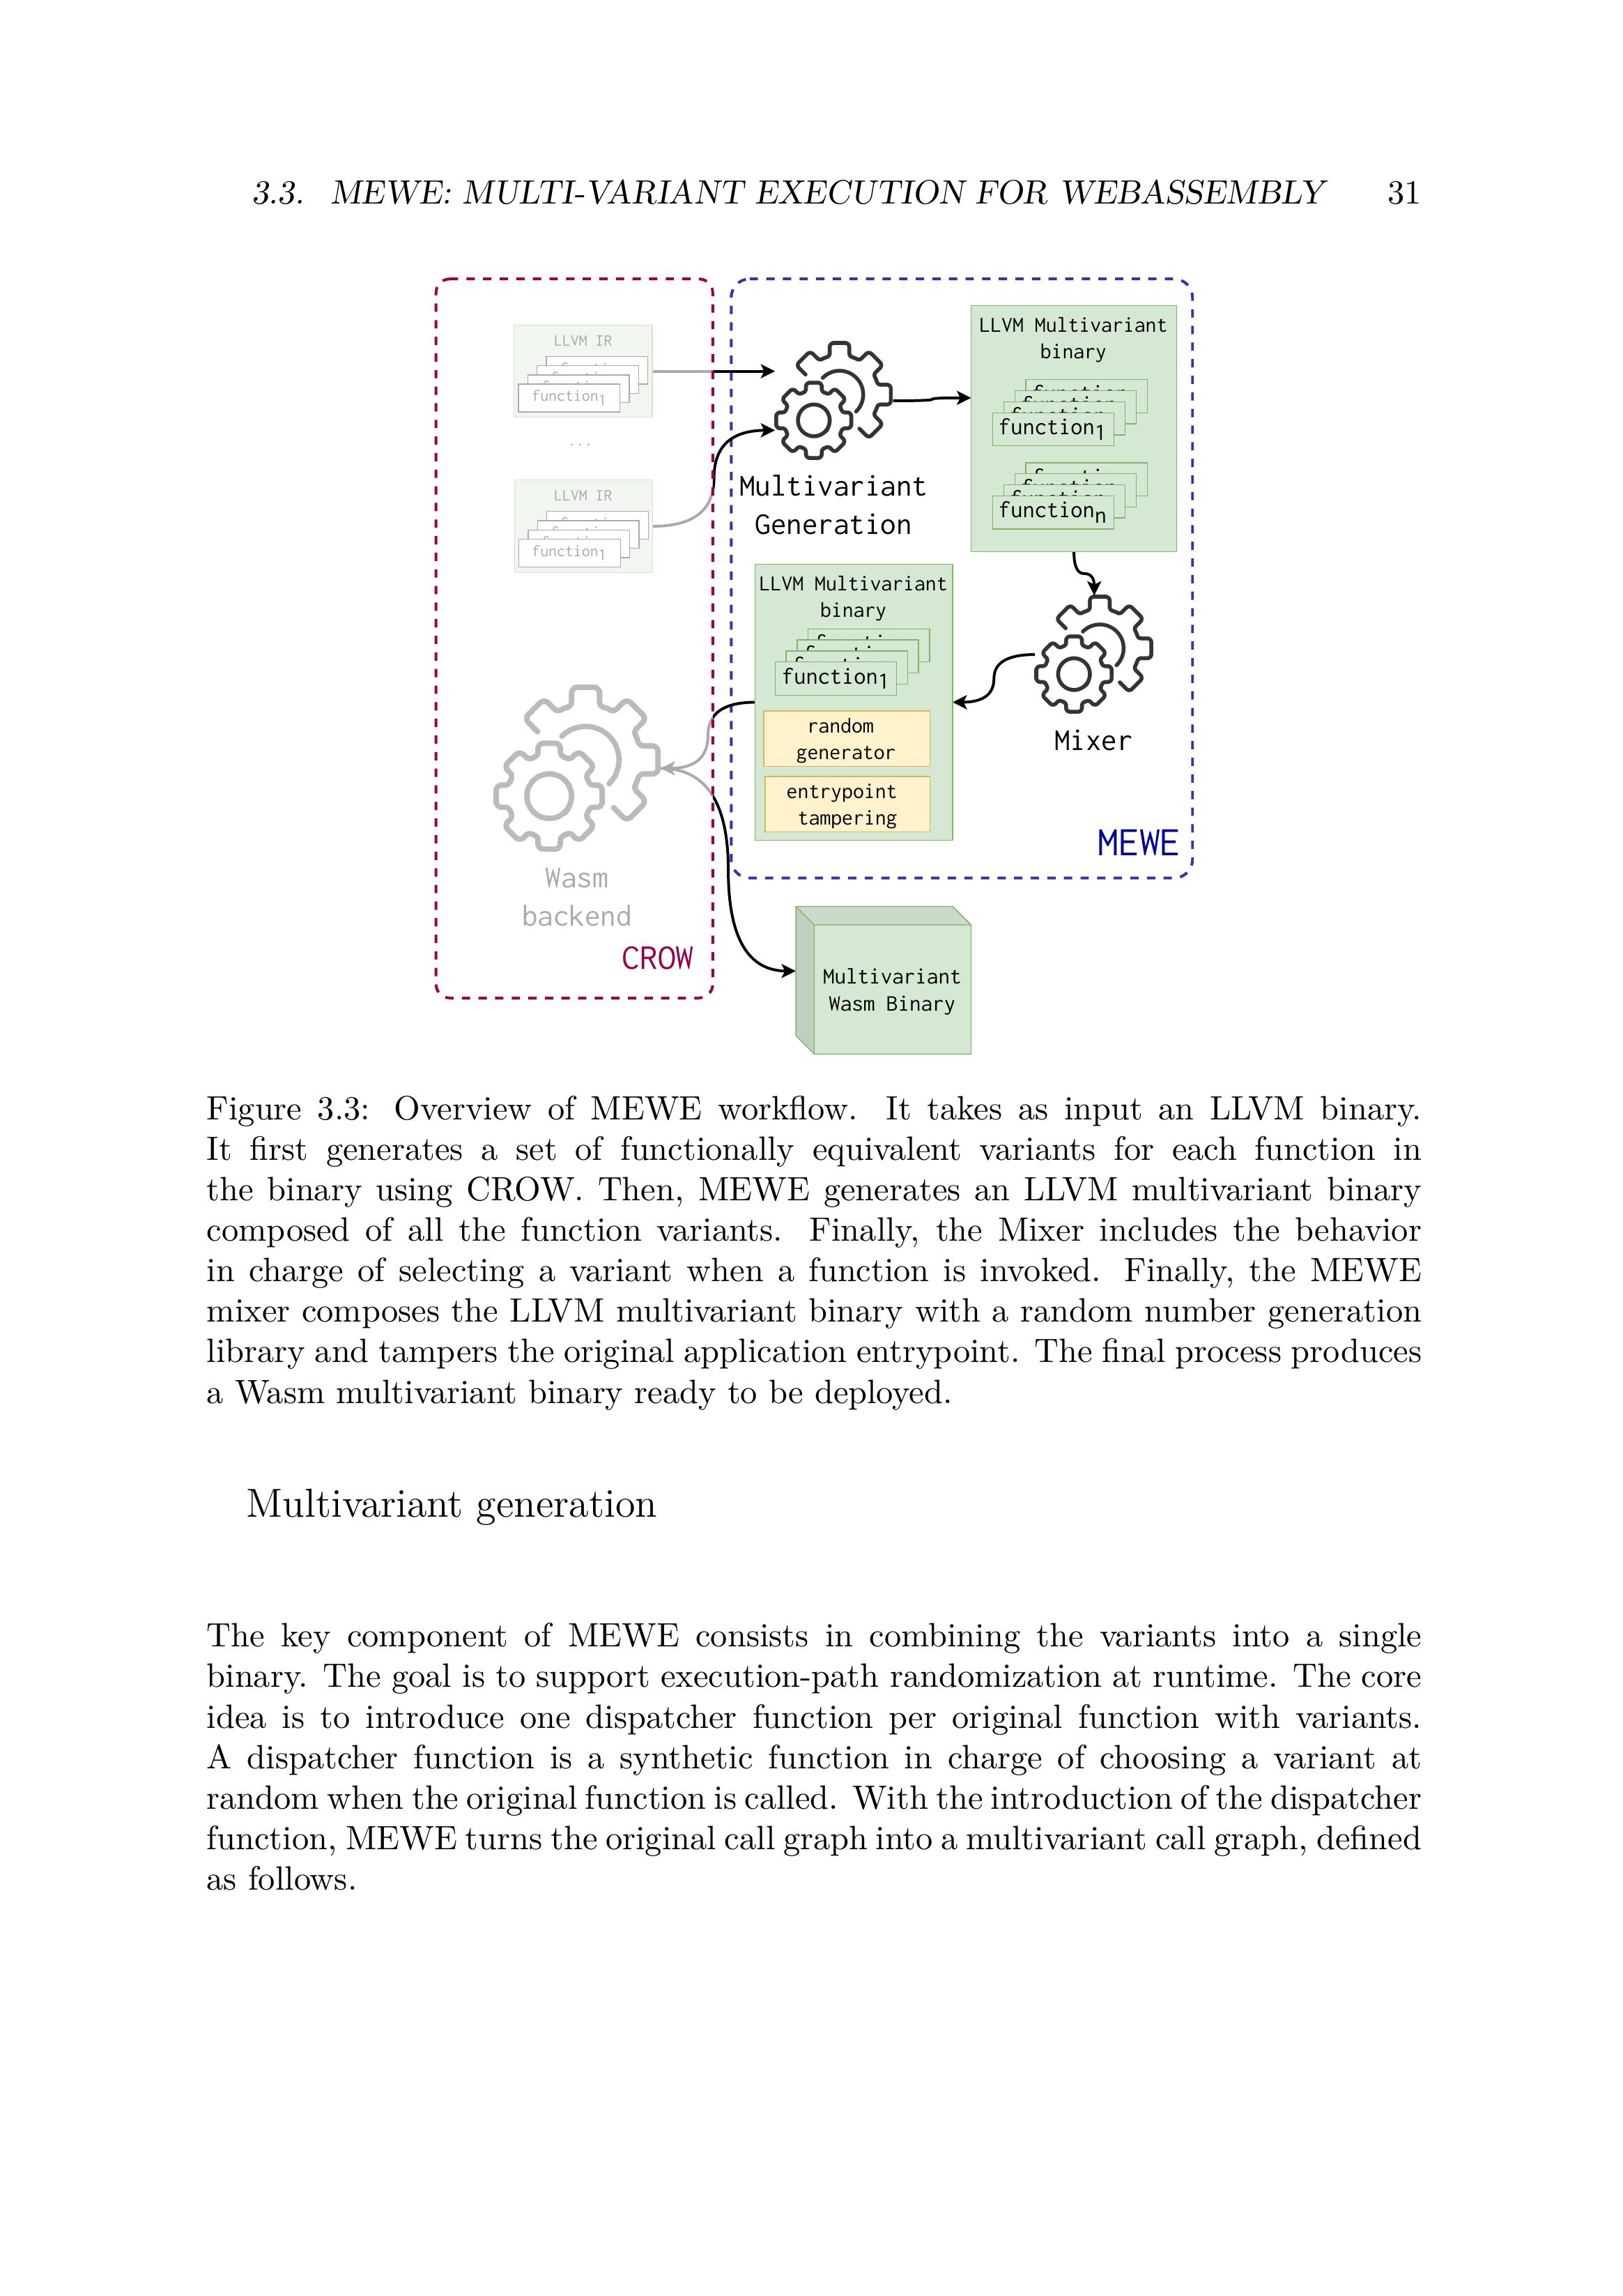 3.3. MEWE: MULTI-VARIANT EXECUTION FOR WEBASSEMBLY 31
LLVM IR
function1
...
LLVM IR
function1
Multivariant
Generation
LLVM Multivariant
binary
function1
functionn
Mixer
LLVM Multivariant
binary
function1
random
generator
entrypoint
tampering
MEWE
Wasm
backend
CROW
Multivariant
Wasm Binary
Figure 3.3: Overview of MEWE workflow. It takes as input an LLVM binary.
It first generates a set of functionally equivalent variants for each function in
the binary using CROW. Then, MEWE generates an LLVM multivariant binary
composed of all the function variants. Finally, the Mixer includes the behavior
in charge of selecting a variant when a function is invoked. Finally, the MEWE
mixer composes the LLVM multivariant binary with a random number generation
library and tampers the original application entrypoint. The final process produces
a Wasm multivariant binary ready to be deployed.
Multivariant generation
The key component of MEWE consists in combining the variants into a single
binary. The goal is to support execution-path randomization at runtime. The core
idea is to introduce one dispatcher function per original function with variants.
A dispatcher function is a synthetic function in charge of choosing a variant at
random when the original function is called. With the introduction of the dispatcher
function, MEWE turns the original call graph into a multivariant call graph, defined
as follows.